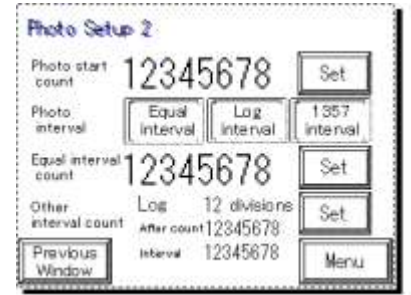 Photo Setup 2
Photo start count 12345678 Set
Photo interval Equal interval Log interval 1357 interval
Equal interval count 12345678 Set
Other interval count Log 12 divisions Set
After count 12345678
Interval 12345678
Previous Window Menu